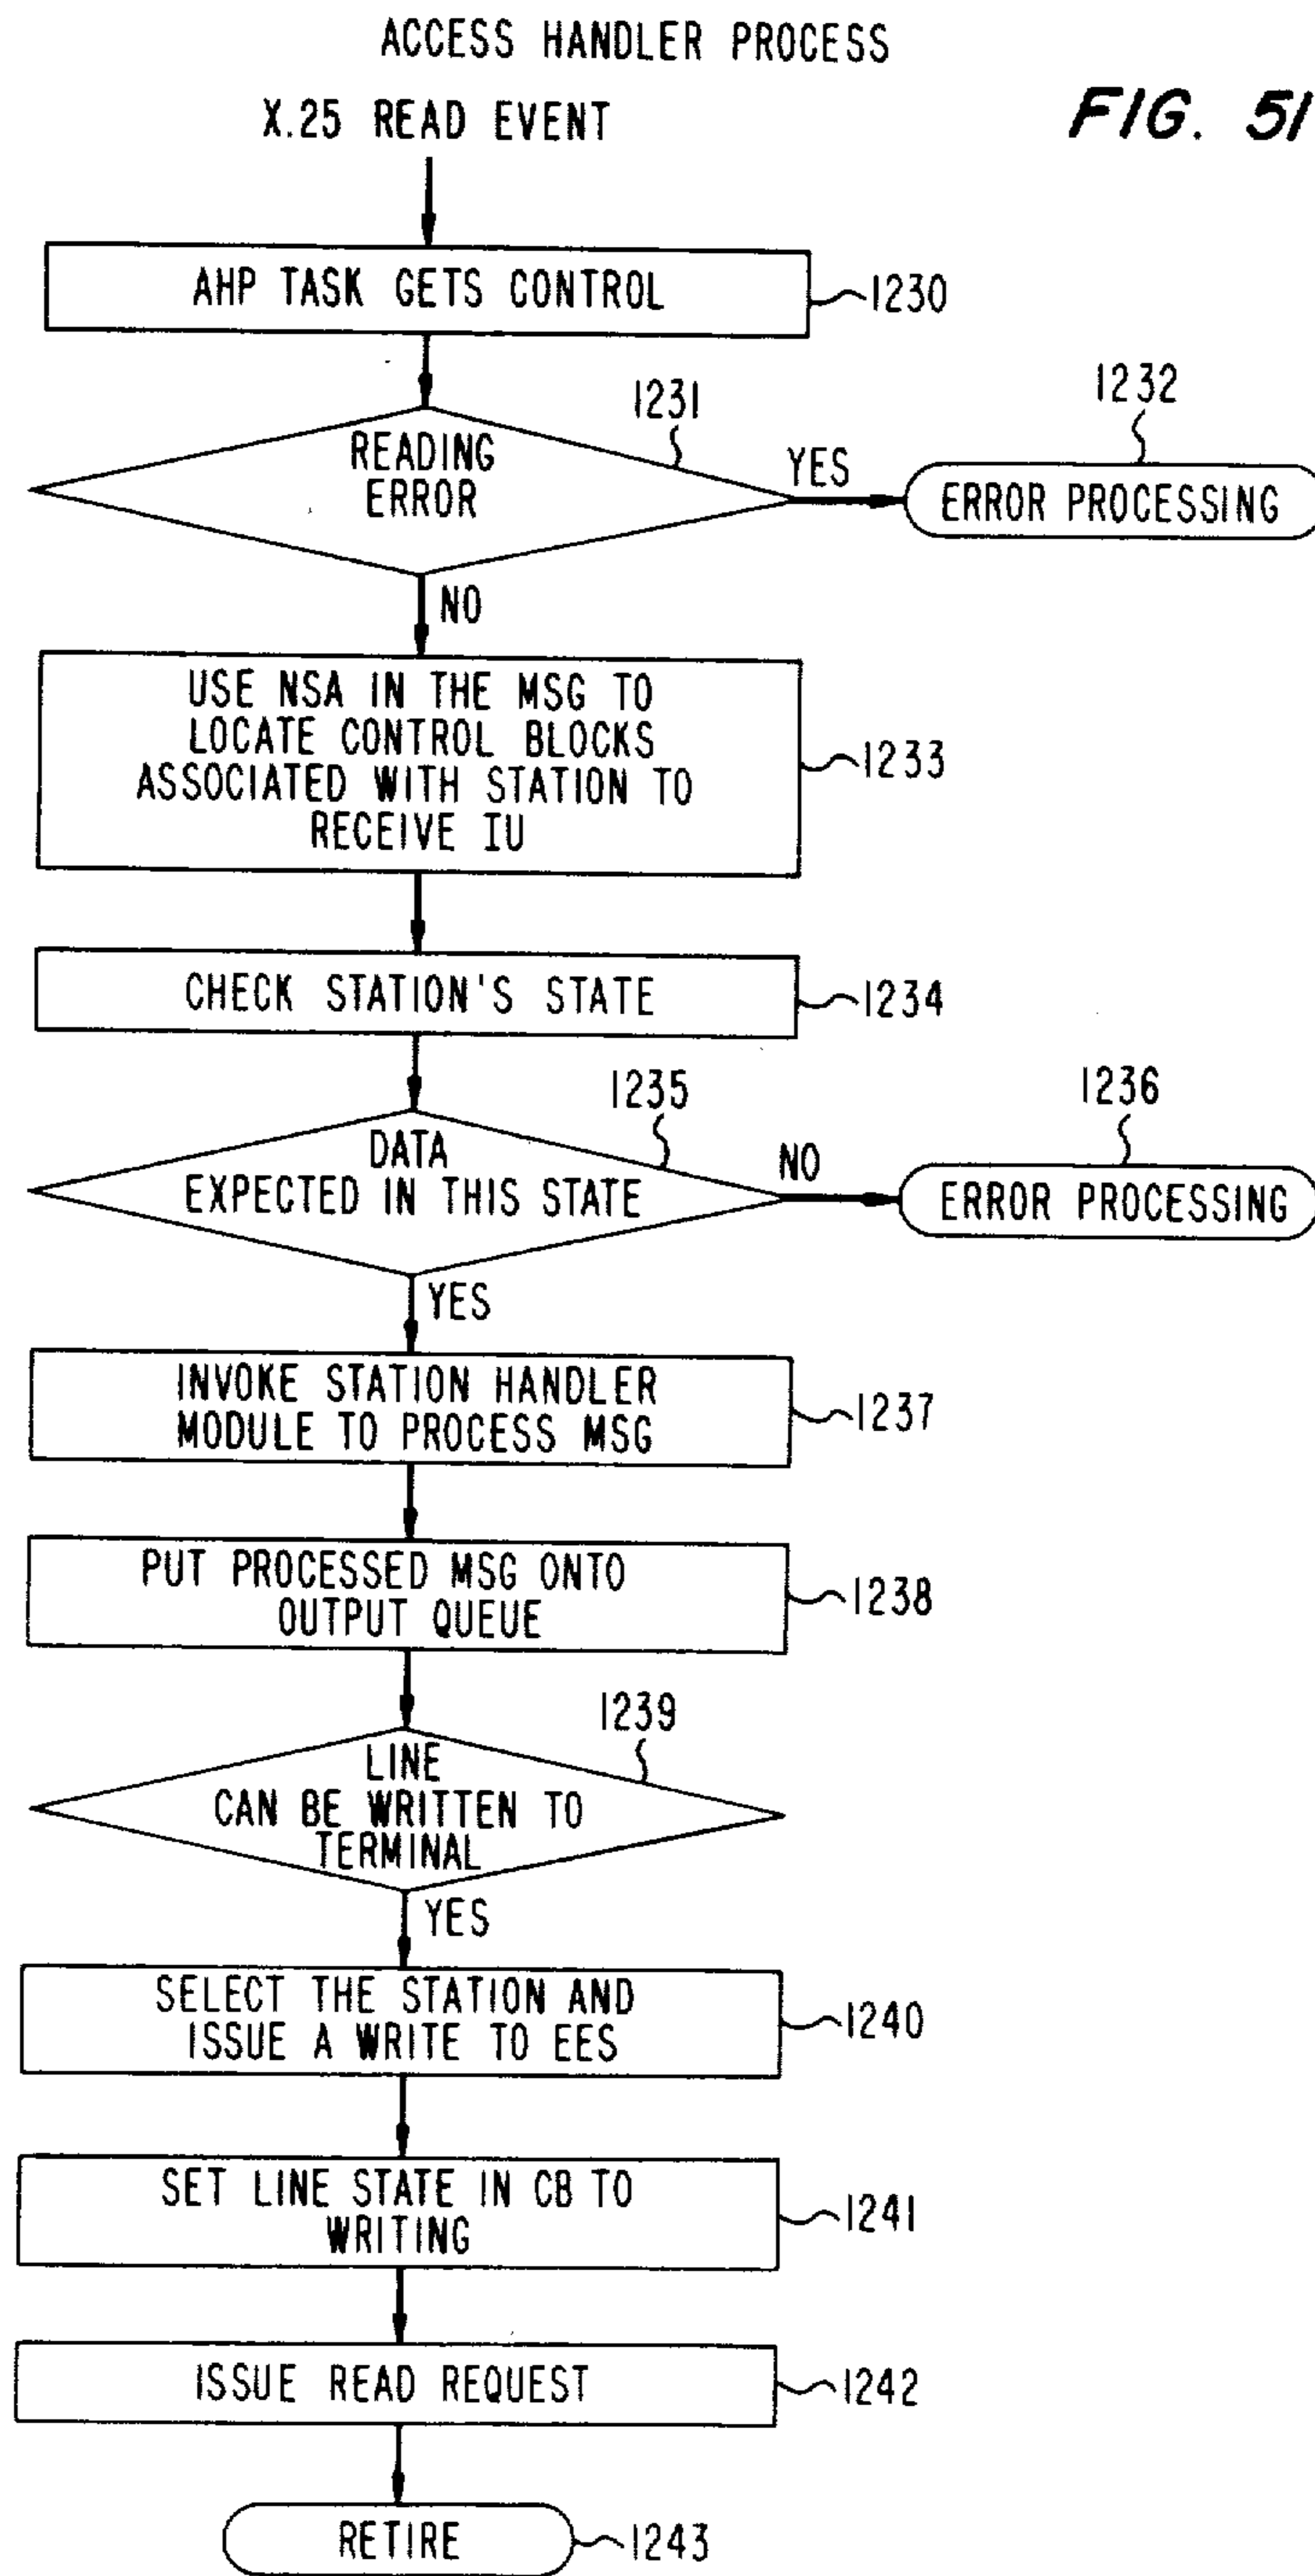 ACCESS HANDLER PROCESS
X.25 READ EVENT
FIG. 51
AHP TASK GETS CONTROL
1230
READING
ERROR
1231
YES
1232
ERROR PROCESSING
NO
USE NSA IN THE MSG TO
LOCATE CONTROL BLOCKS
ASSOCIATED WITH STATION TO
RECEIVE IU
1233
CHECK STATION'S STATE
1234
DATA
EXPECTED IN THIS STATE
1235
NO
1236
ERROR PROCESSING
YES
INVOKE STATION HANDLER
MODULE TO PROCESS MSG
1237
PUT PROCESSED MSG ONTO
OUTPUT QUEUE
1238
LINE
CAN BE WRITTEN TO
TERMINAL
1239
YES
SELECT THE STATION AND
ISSUE A WRITE TO EES
1240
SET LINE STATE IN CB TO
WRITING
1241
ISSUE READ REQUEST
1242
RETIRE
1243